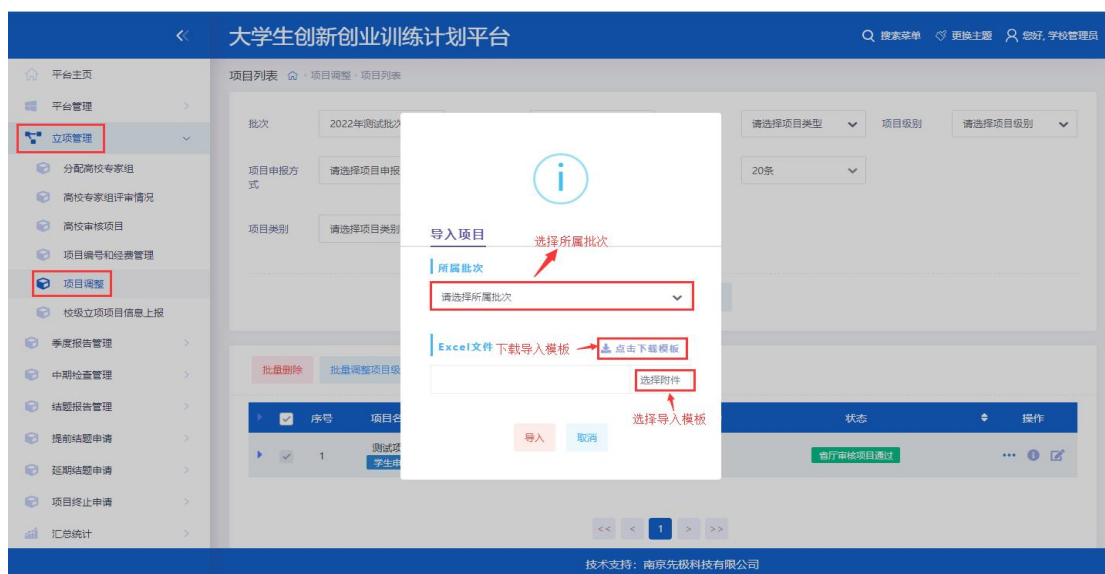 大学生创新创业训练计划平台
搜索菜单 更换主题 您好, 学校管理员
平台主页
平台管理
立项管理
分配高校专家组
高校专家组评审情况
高校审核项目
项目编号和经费管理
项目调整
校级立项项目信息上报
季度报告管理
中期检查管理
结题报告管理
提前结题申请
延期结题申请
项目终止申请
汇总统计
项目列表 项目调整 · 项目列表
批次 2022年测试批次 请选择项目类型 项目级别 请选择项目级别
项目申报方式 请选择项目申报 20条
项目类别 请选择项目类别
导入项目
选择所属批次
所属批次
请选择所属批次
Excel文件 下载导入模板 点击下载模板
选择附件
选择导入模板
导入 取消
批量删除 批量调整项目级
序号 项目名 状态 操作
1 测试项 省厅审核项目通过
学生申
<< < 1 > >>
技术支持：南京先极科技有限公司